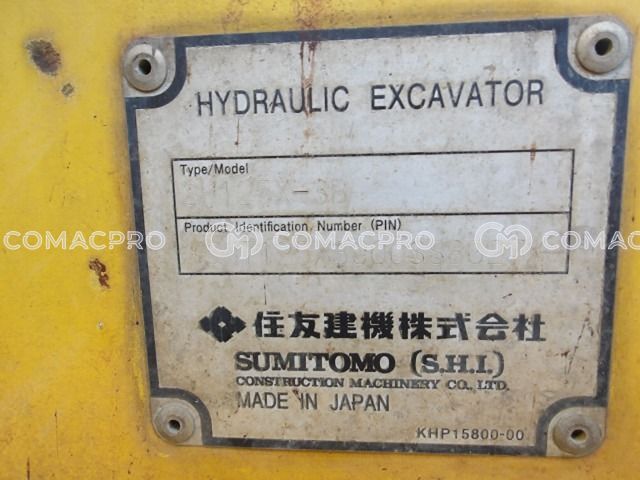 HYDRAULIC EXCAVATOR
Type/Model
Product Identification Number (PIN)
COMACPRO COMACPRO COMACPRO
住友建機株式会社
SUMITOMO (S.H.I.)
CONSTRUCTION MACHINERY CO., LTD.
MADE IN JAPAN
KHP15800-00